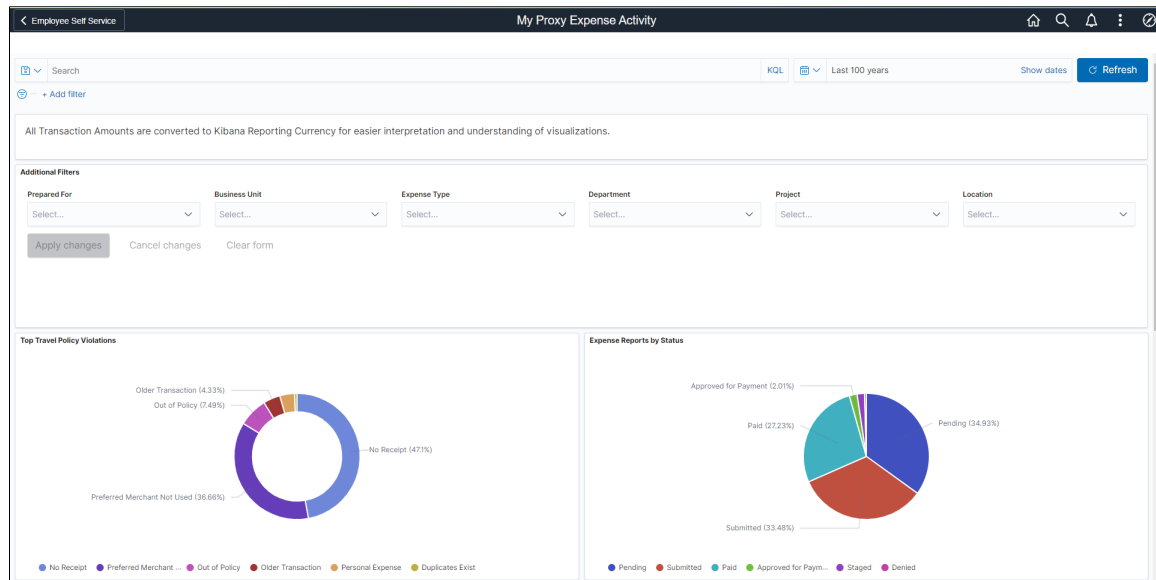 Employee Self Service
My Proxy Expense Activity
Search
KQL
Last 100 years
Show dates
Refresh
+ Add filter
All Transaction Amounts are converted to Kibana Reporting Currency for easier interpretation and understanding of visualizations.
Additional Filters
Prepared For
Business Unit
Expense Type
Department
Project
Location
Select...
Select...
Select...
Select...
Select...
Select...
Apply changes
Cancel changes
Clear form
Top Travel Policy Violations
Older Transaction (4.33%)
Out of Policy (7.49%)
No Receipt (47.1%)
Preferred Merchant Not Used (36.66%)
No Receipt
Preferred Merchant ...
Out of Policy
Older Transaction
Personal Expense
Duplicates Exist
Expense Reports by Status
Approved for Payment (2.01%)
Paid (27.23%)
Pending (34.93%)
Submitted (33.48%)
Pending
Submitted
Paid
Approved for Paym...
Staged
Denied